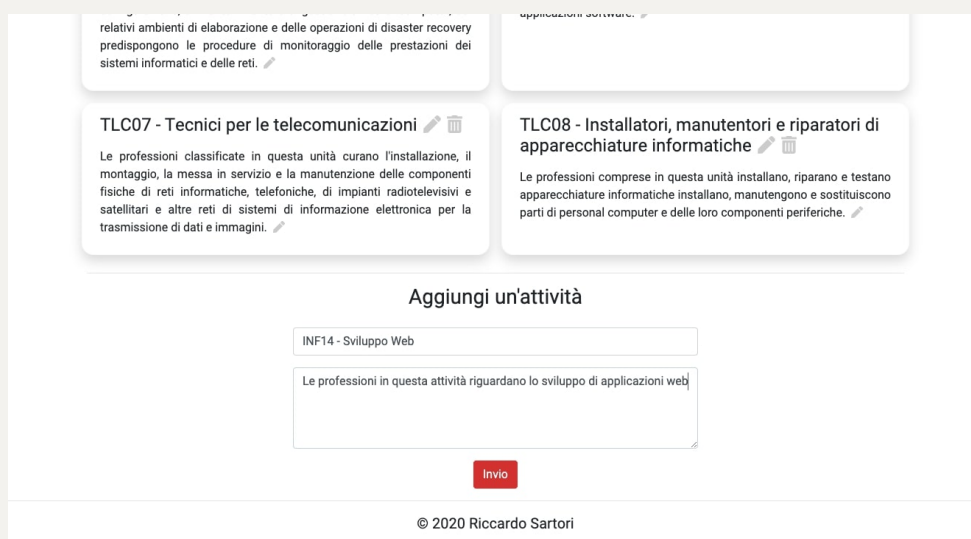 relativi ambienti di elaborazione e delle operazioni di disaster recovery
predispongono le procedure di monitoraggio delle prestazioni dei
sistemi informatici e delle reti.
applicazioni software.
TLC07 - Tecnici per le telecomunicazioni
Le professioni classificate in questa unità curano l'installazione, il
montaggio, la messa in servizio e la manutenzione delle componenti
fisiche di reti informatiche, telefoniche, di impianti radiotelevisivi e
satellitari e altre reti di sistemi di informazione elettronica per la
trasmissione di dati e immagini.
TLC08 - Installatori, manutentori e riparatori di
apparecchiature informatiche
Le professioni comprese in questa unità installano, riparano e testano
apparecchiature informatiche installano, manutengono e sostituiscono
parti di personal computer e delle loro componenti periferiche.
Aggiungi un'attività
INF14 - Sviluppo Web
Le professioni in questa attività riguardano lo sviluppo di applicazioni web
Invio
© 2020 Riccardo Sartori